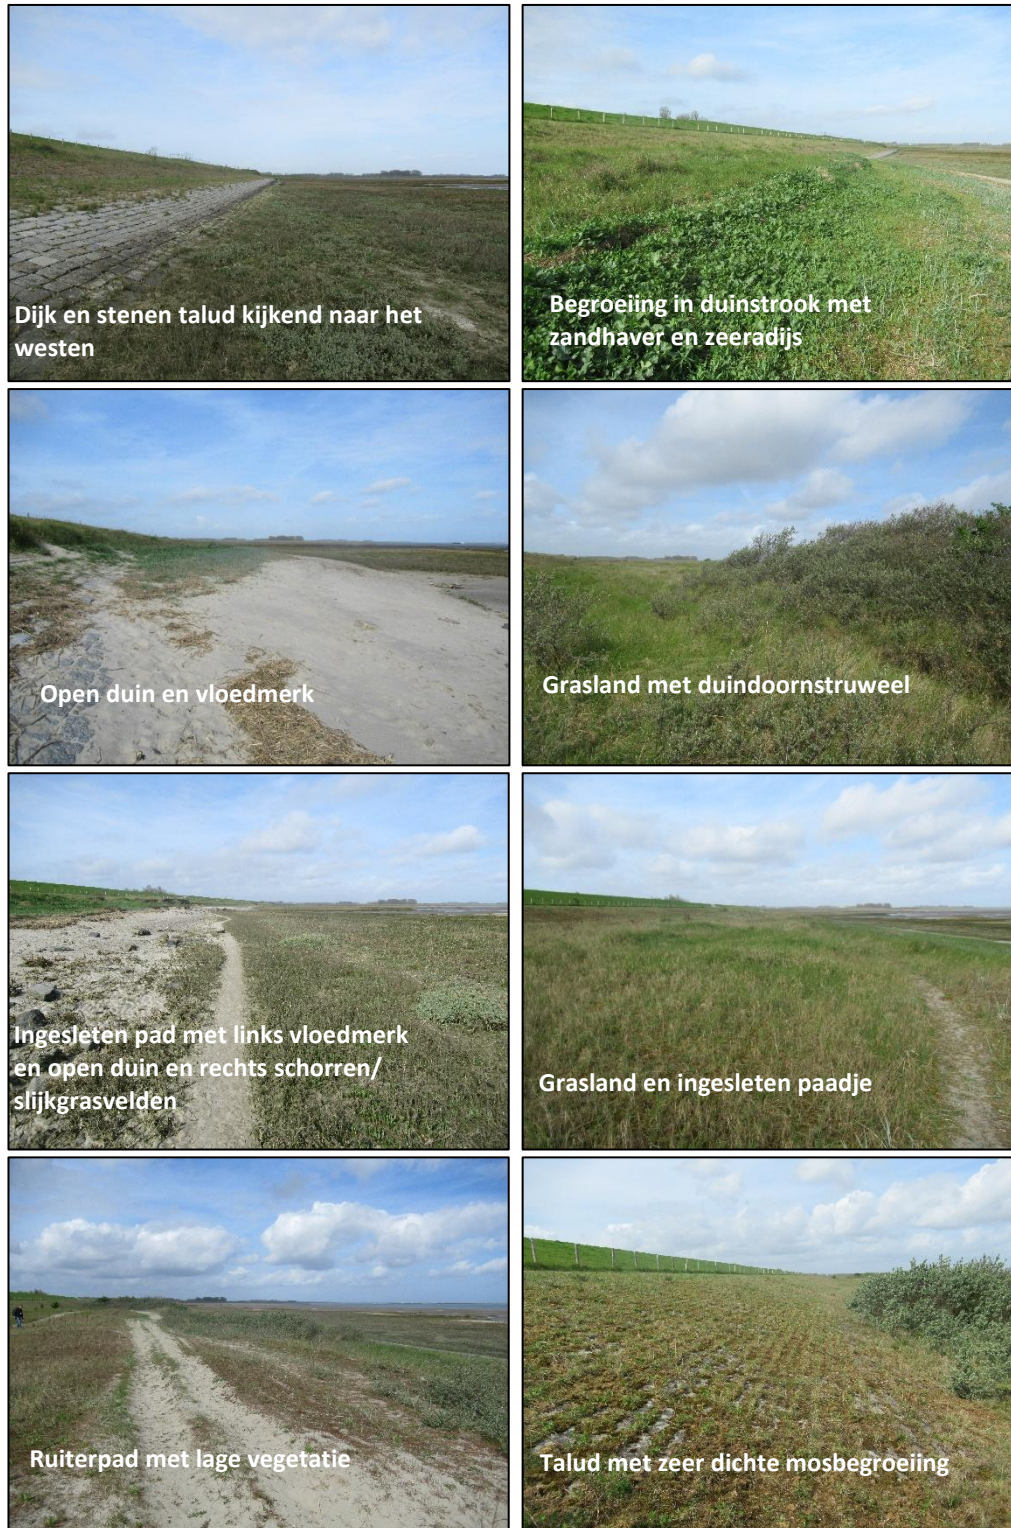 Dijk en stenen talud kijkend naar het
westen
Begroeiing in duinstrook met
zandhaver en zeeradijs
Open duin en vloedmerk
Grasland met duindoornstruweel
Ingesleten pad met links vloedmerk
en open duin en rechts schorren/
slijkgrasvelden
Grasland en ingesleten paadje
Ruiterpad met lage vegetatie
Talud met zeer dichte mosbegroeiing